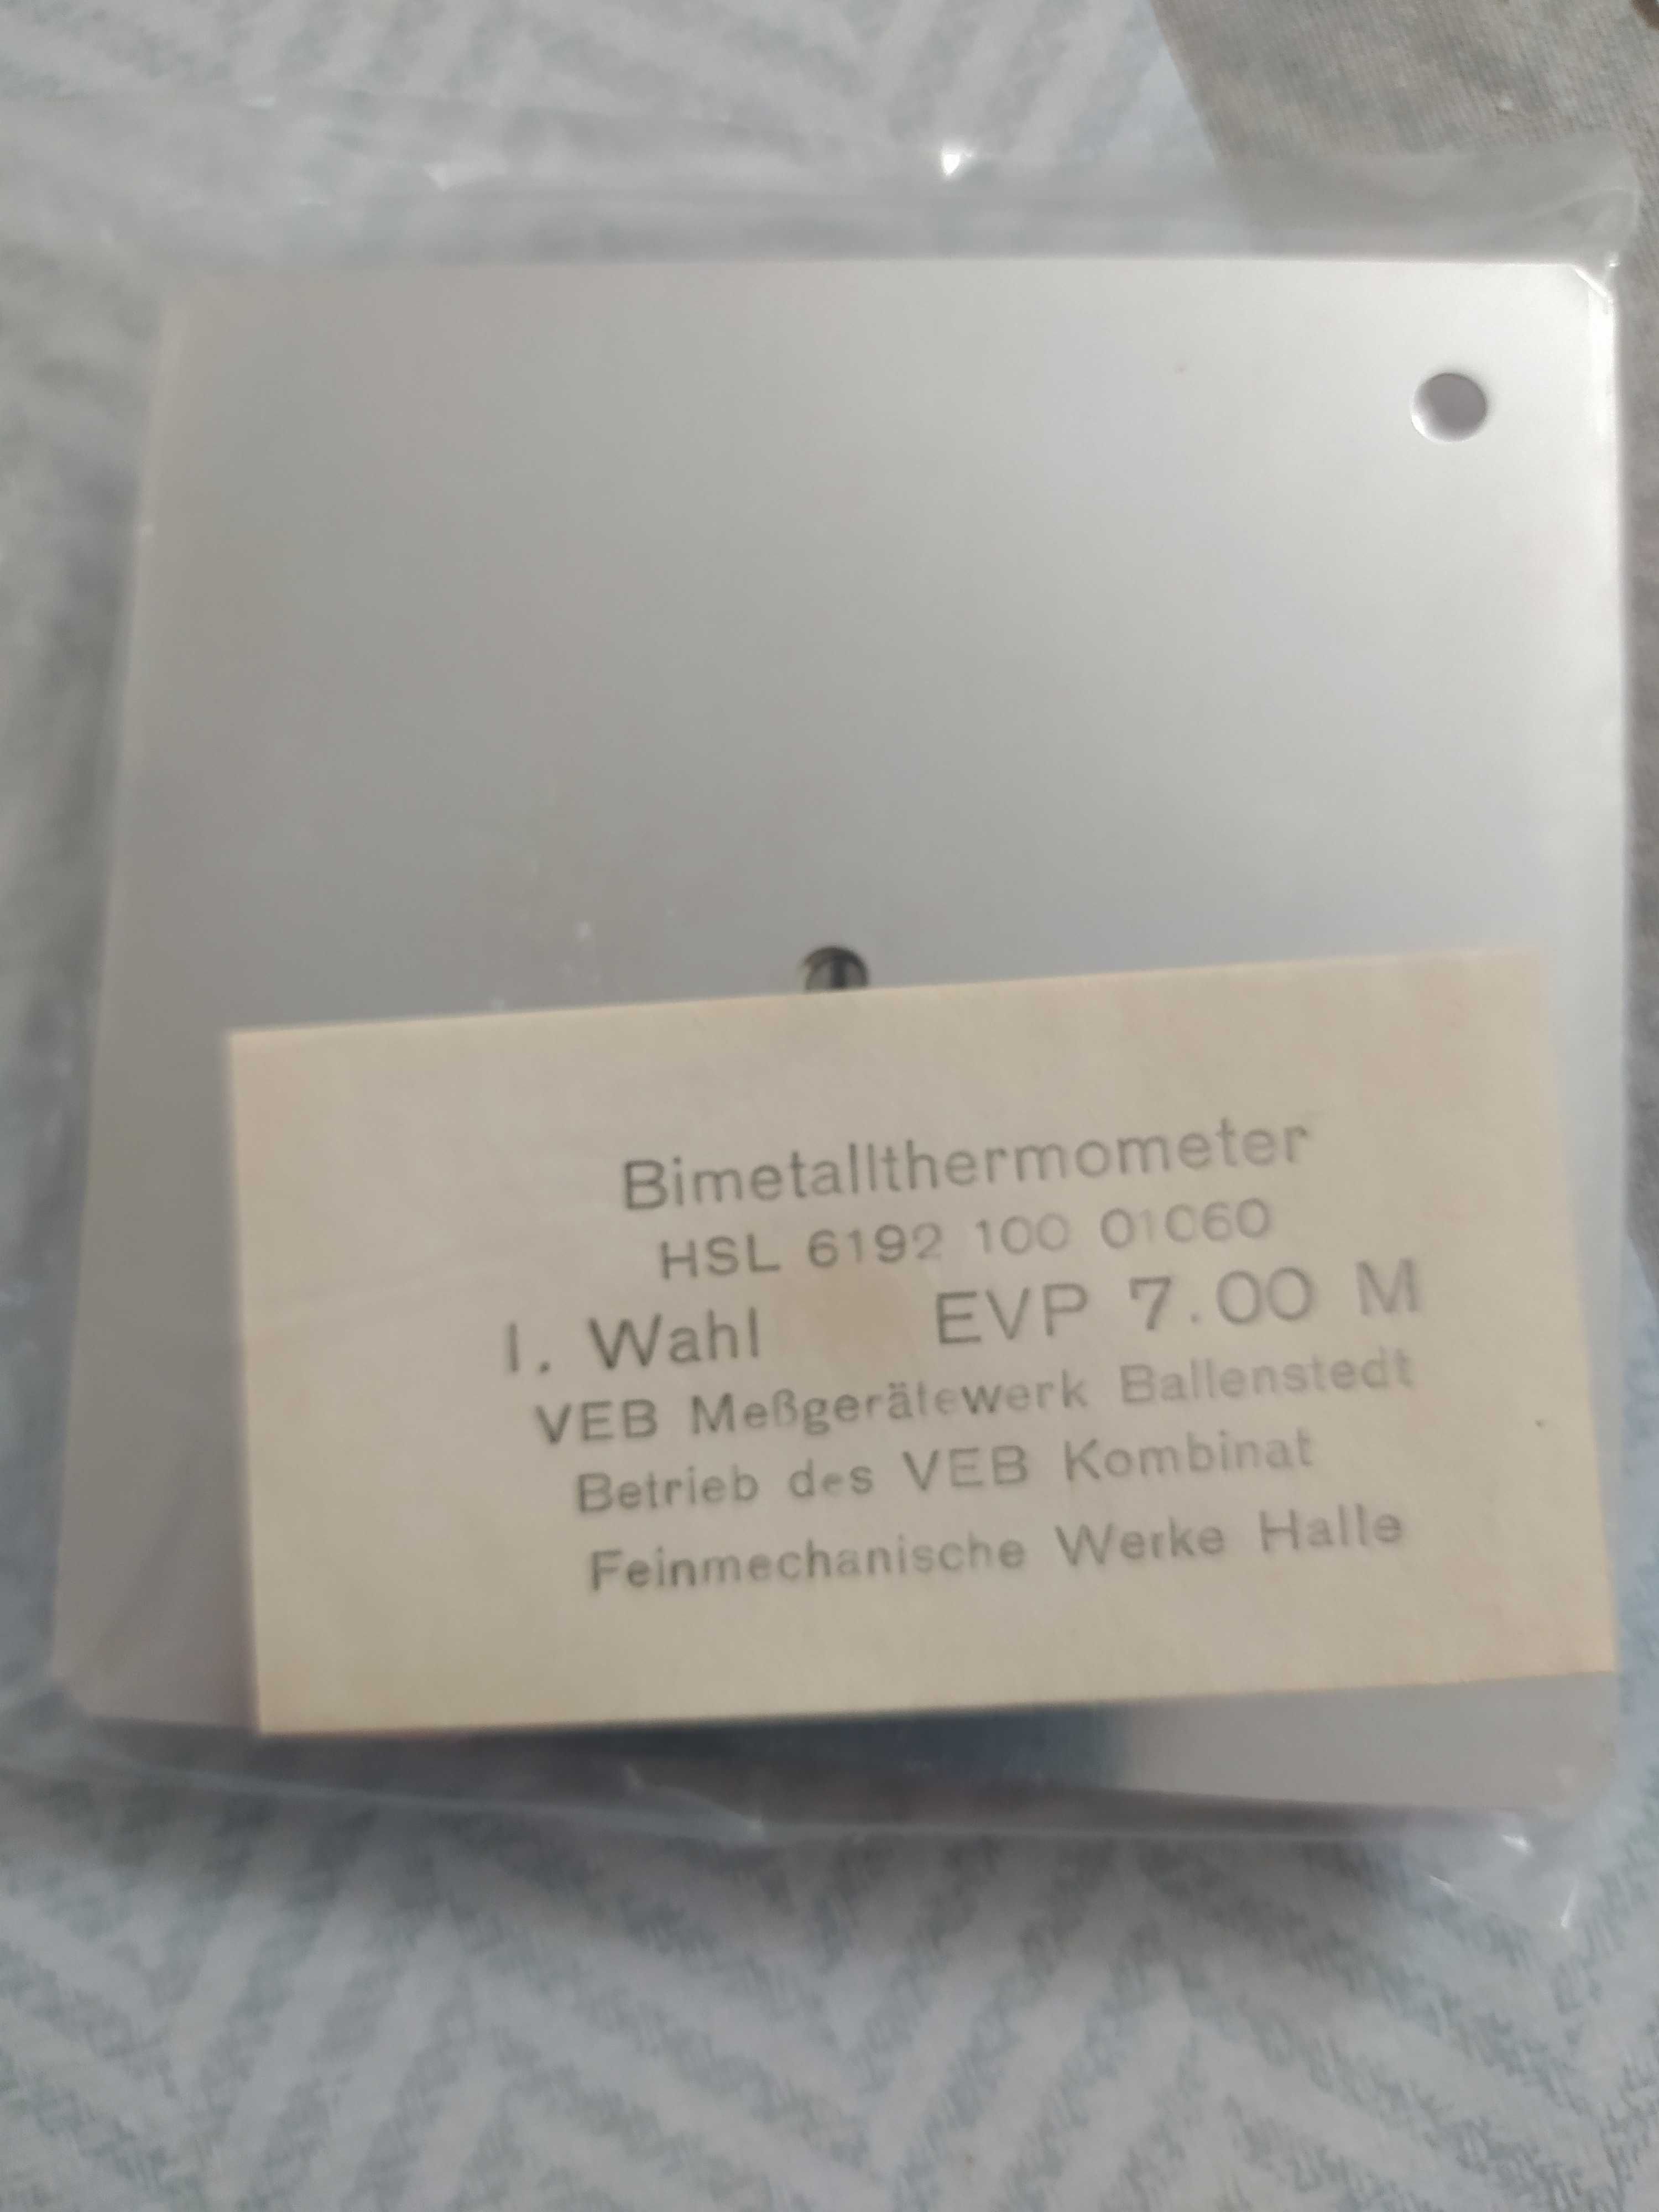 Bimetallthermometer
HSL 6192 100 01060
I. Wahl EVP 7.00 M
VEB Meßgerätewerk Ballenstedt
Betrieb des VEB Kombinat
Feinmechanische Werke Halle